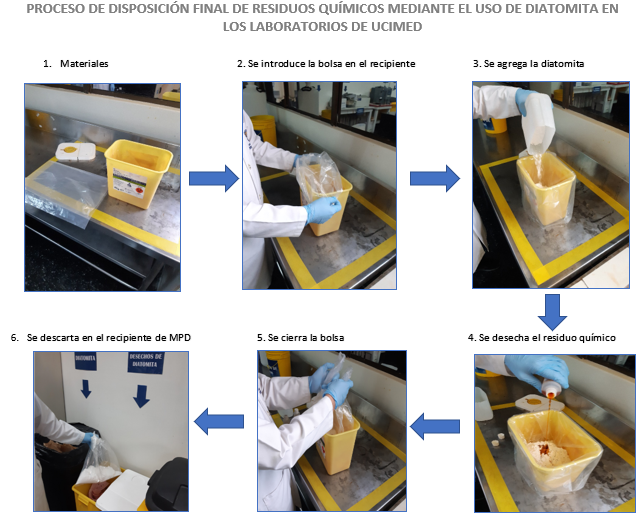 PROCESO DE DISPOSICIÓN FINAL DE RESIDUOS QUÍMICOS MEDIANTE EL USO DE DIATOMITA EN
LOS LABORATORIOS DE UCIMED
1. Materiales
2. Se introduce la bolsa en el recipiente
3. Se agrega la diatomita
4. Se desecha el residuo químico
5. Se cierra la bolsa
6. Se descarta en el recipiente de MPD
DIATOMITA
DESECHOS DE
DIATOMITA